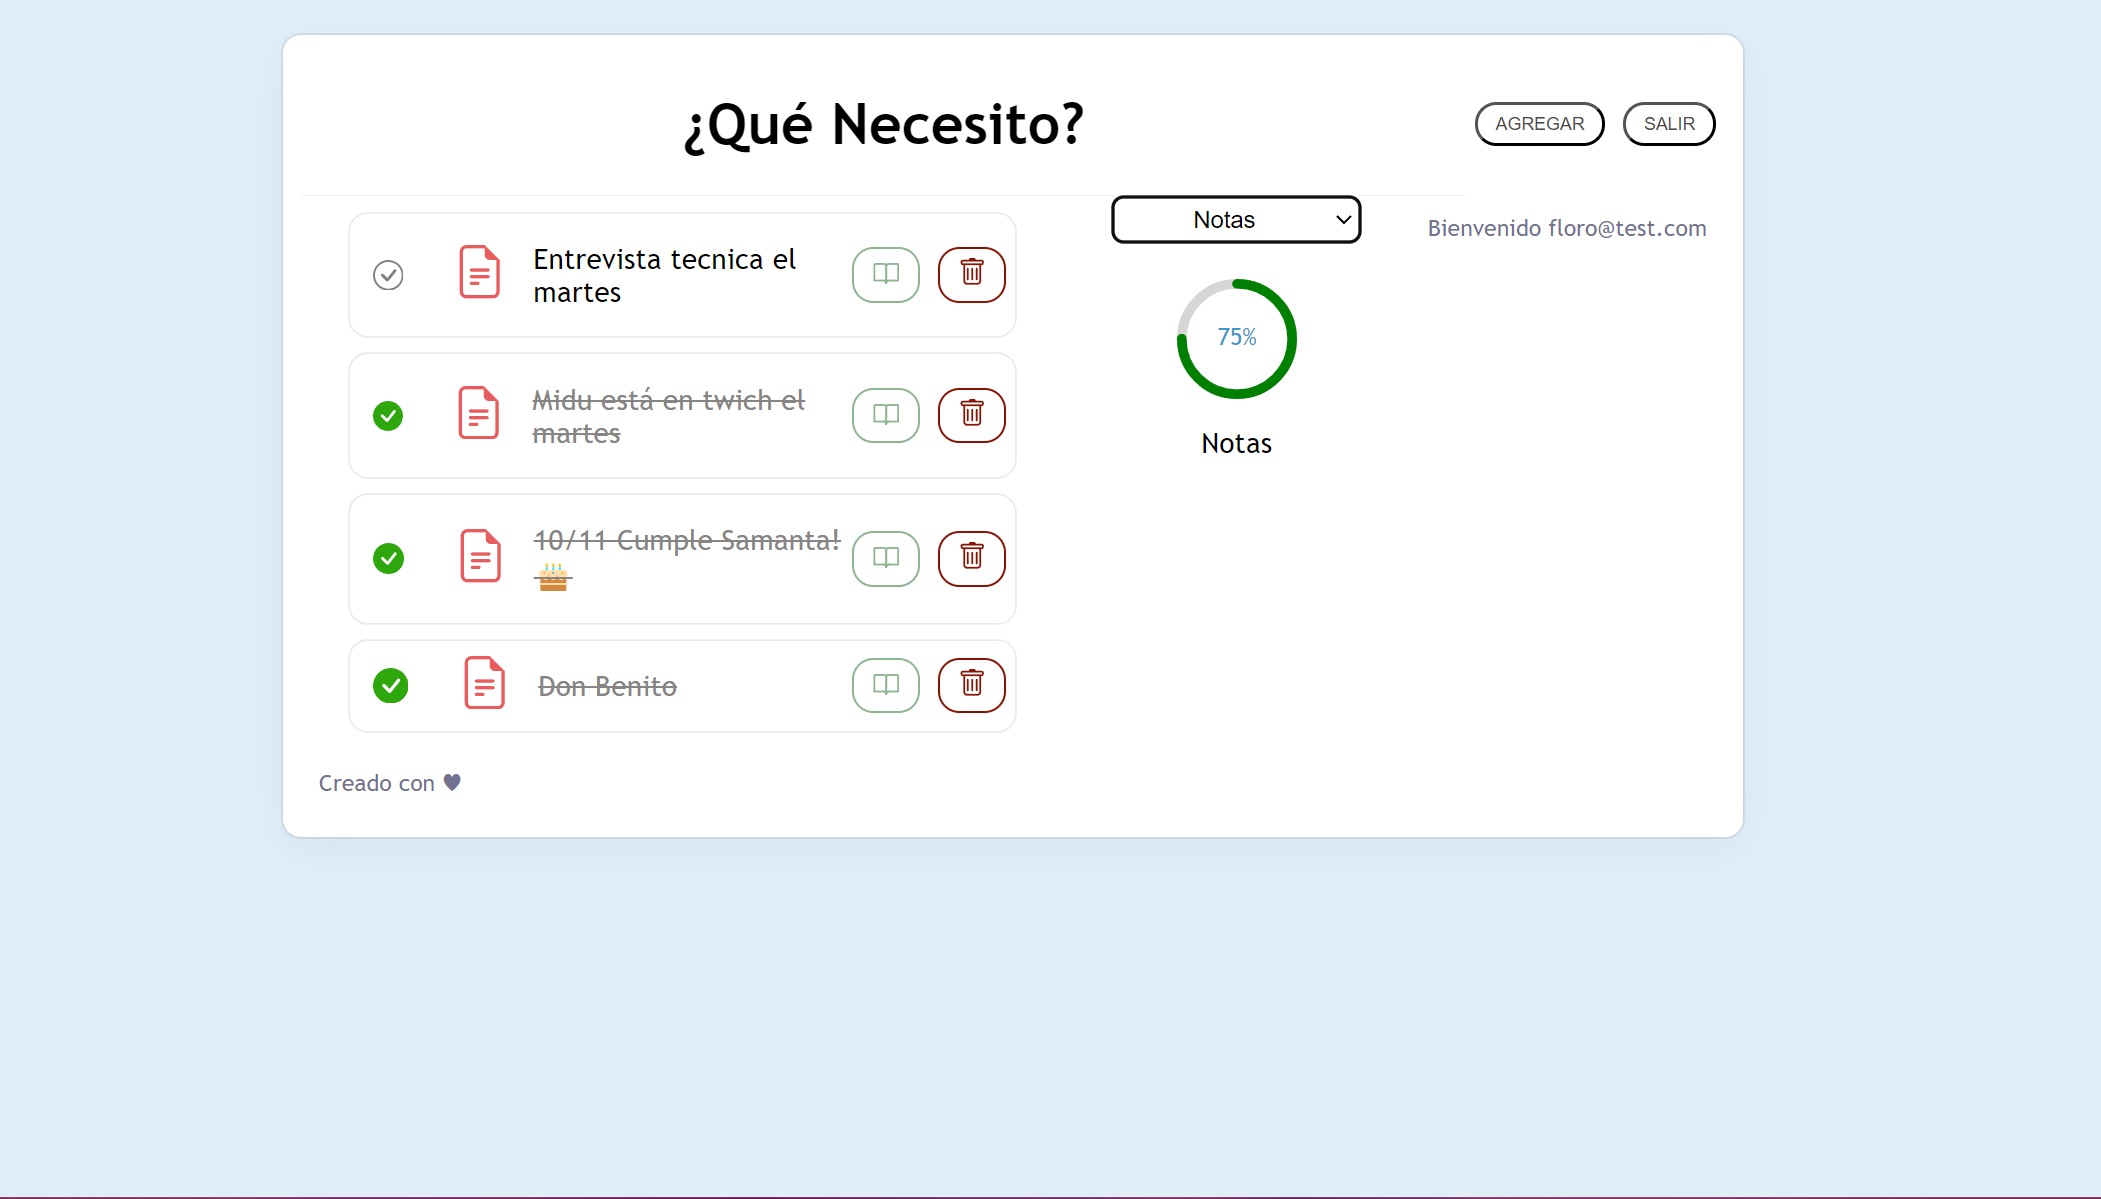 ¿Qué Necesito?
AGREGAR
SALIR
Notas
Bienvenido floro@test.com
Entrevista tecnica el
martes
Midu está en twich el
martes
10/11 Cumple Samanta!
🎂
Don Benito
75%
Notas
Creado con ♥